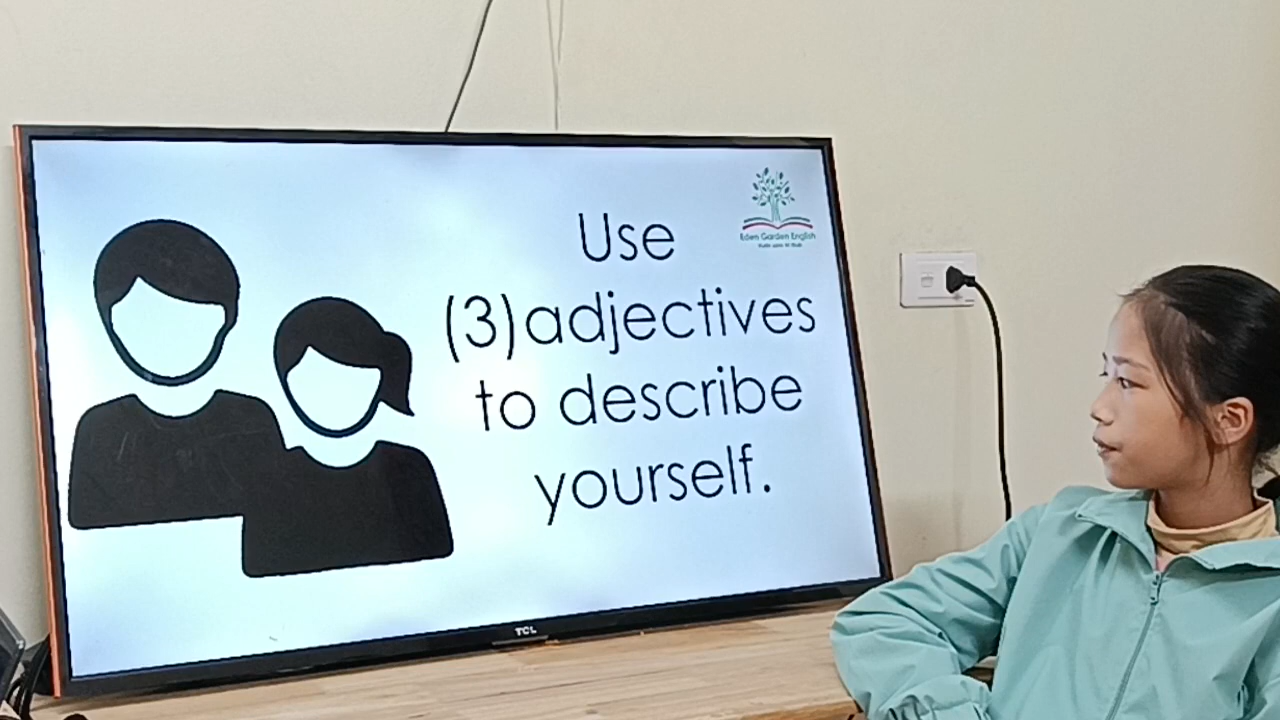 Use
(3)adjectives
to describe
yourself.
Eden Garden English
TCL